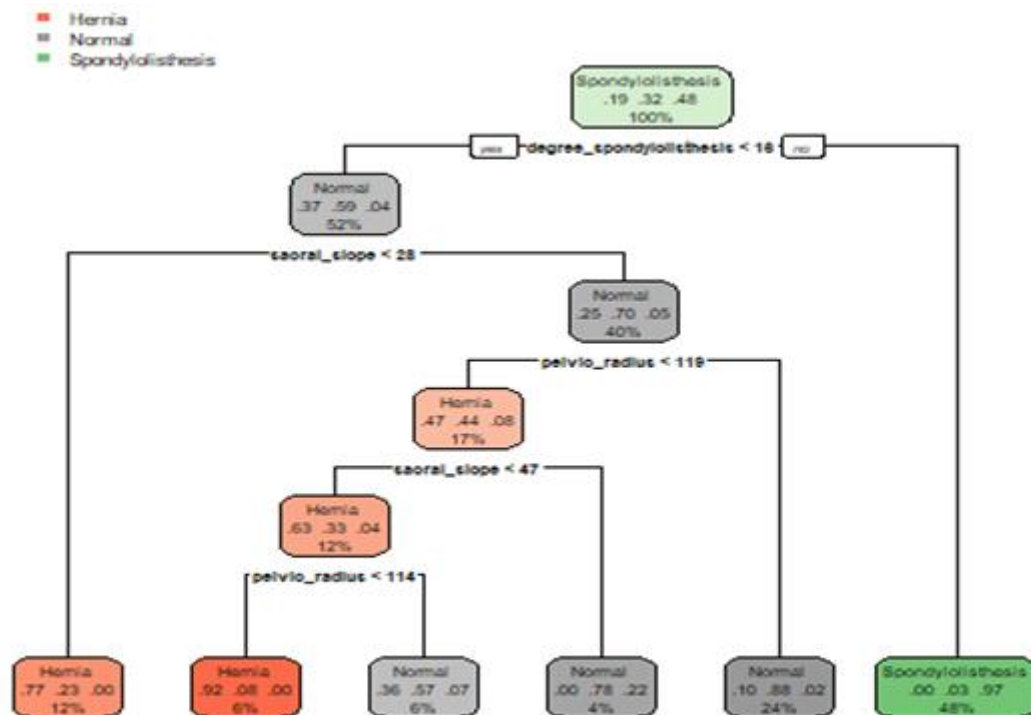 Hernia
Normal
Spondylolisthesis
Spondylolisthesis
.19 .32 .48
100%
yes degree_spondylolisthesis < 16 no
Normal
.37 .59 .04
52%
sacral_slope < 28
Normal
.25 .70 .05
40%
pelvic_radius < 119
Hernia
.47 .44 .08
17%
sacral_slope < 47
Hernia
.63 .33 .04
12%
pelvic_radius < 114
Hernia
.77 .23 .00
12%
Hernia
.92 .08 .00
6%
Normal
.36 .57 .07
6%
Normal
.00 .78 .22
4%
Normal
.10 .88 .02
24%
Spondylolisthesis
.00 .03 .97
48%